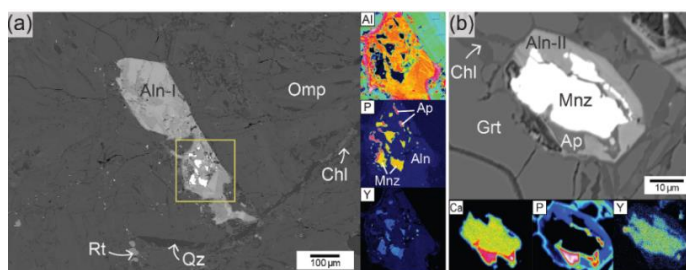 (a)
Aln-I
Omp
Chl
Rt
Qz
100 µm
Al
P
Ap
Aln
Mnz
Y
(b)
Aln-II
Chl
Mnz
Grt
Ap
10 µm
Ca
P
Y